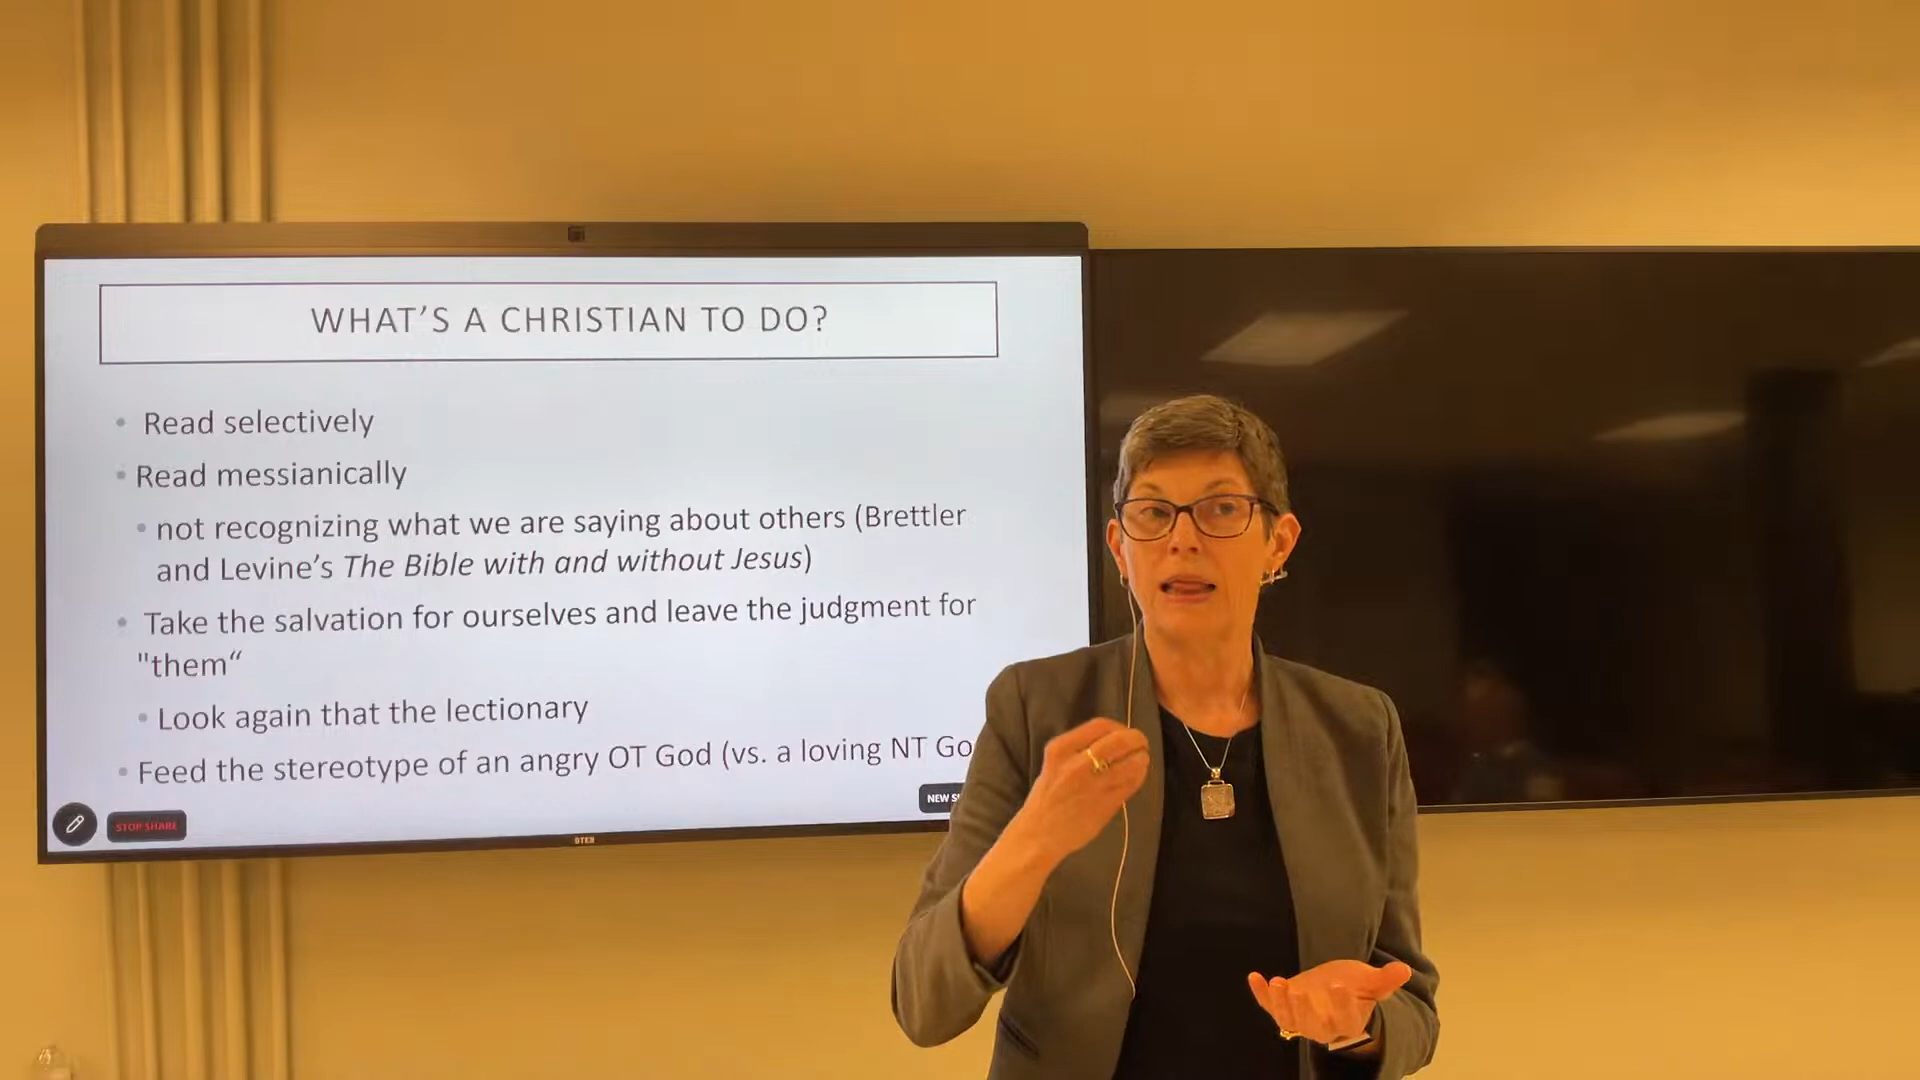 WHAT'S A CHRISTIAN TO DO?
• Read selectively
• Read messianically
• not recognizing what we are saying about others (Brettler
and Levine's The Bible with and without Jesus)
• Take the salvation for ourselves and leave the judgment for
"them“
• Look again that the lectionary
• Feed the stereotype of an angry OT God (vs. a loving NT Go
NEW S
STOP SHARE
DTEN